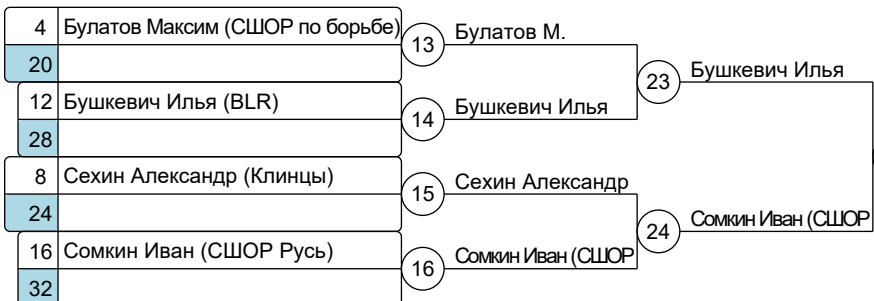 4 Булатов Максим (СШОР по борьбе)
13 Булатов М.
20
23 Бушкевич Илья
12 Бушкевич Илья (BLR)
14 Бушкевич Илья
28
8 Сехин Александр (Клинцы)
15 Сехин Александр
24
24 Сомкин Иван (СШОР
16 Сомкин Иван (СШОР Русь)
16 Сомкин Иван (СШОР
32